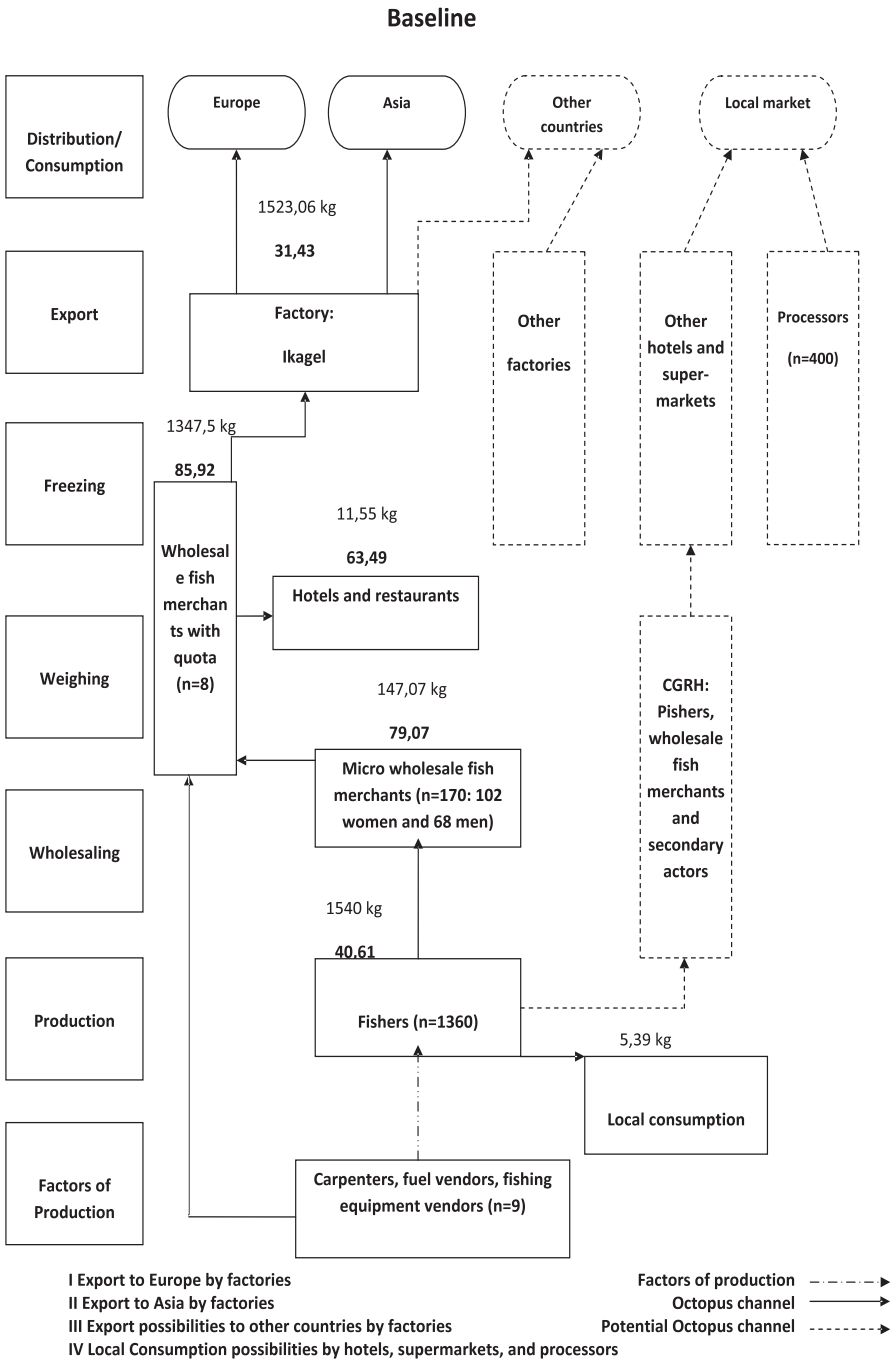 Baseline
Europe
Asia
Other
countries
Local market
Distribution/
Consumption
1523,06 kg
31,43
Export
Factory:
Ikagel
Other
factories
Other
hotels and
super-
markets
Processors
(n=400)
1347,5 kg
85,92
Freezing
11,55 kg
63,49
Wholesal
e fish
merchan
ts with
quota
(n=8)
Hotels and restaurants
Weighing
147,07 kg
79,07
CGRH:
Pishers,
wholesale
fish
merchants
and
secondary
actors
Micro wholesale fish
merchants (n=170: 102
women and 68 men)
Wholesaling
1540 kg
40,61
Production
Fishers (n=1360)
5,39 kg
Local consumption
Factors of
Production
Carpenters, fuel vendors, fishing
equipment vendors (n=9)
I Export to Europe by factories
II Export to Asia by factories
III Export possibilities to other countries by factories
IV Local Consumption possibilities by hotels, supermarkets, and processors
Factors of production
Octopus channel
Potential Octopus channel